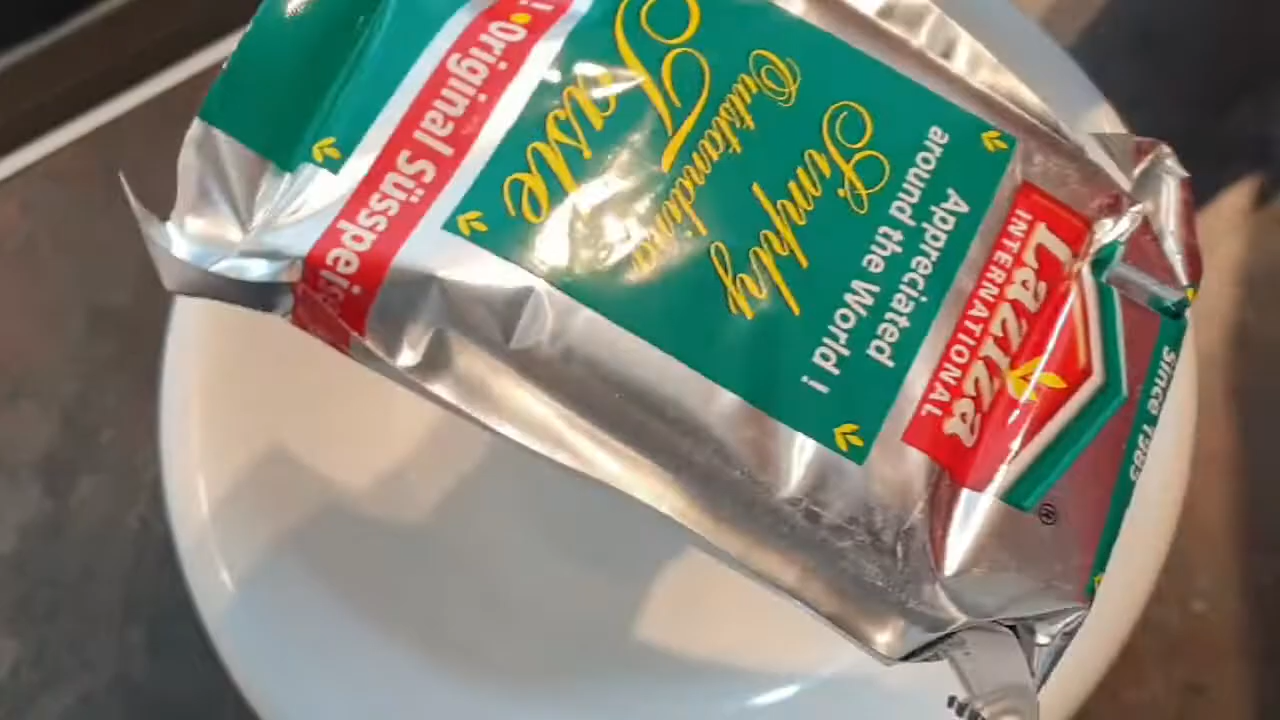 since 1985
Laziza
INTERNATIONAL
®
Appreciated
around the World !
Simply
Outstanding
Taste
! • Original Süsspeis